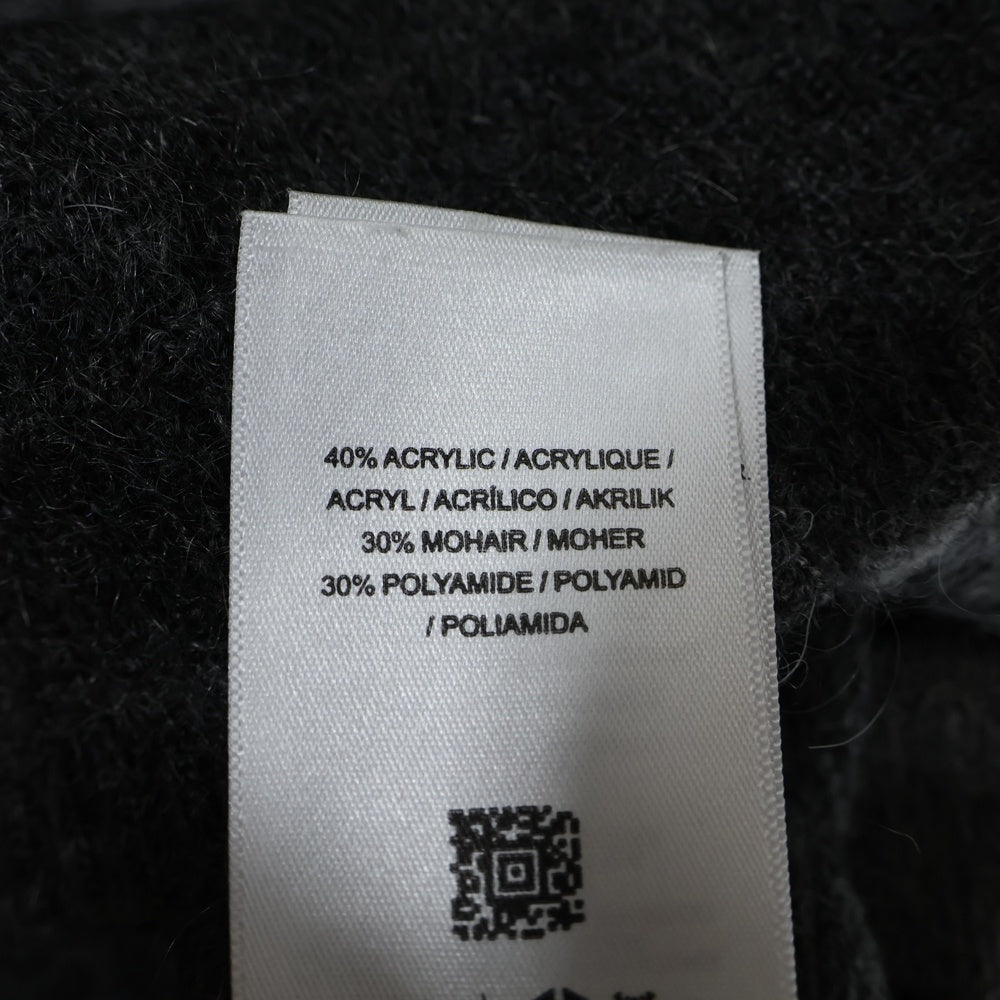 40% ACRYLIC / ACRYLIQUE /
ACRYL / ACRÍLICO / AKRILIK
30% MOHAIR / MOHER
30% POLYAMIDE / POLYAMID
/ POLIAMIDA